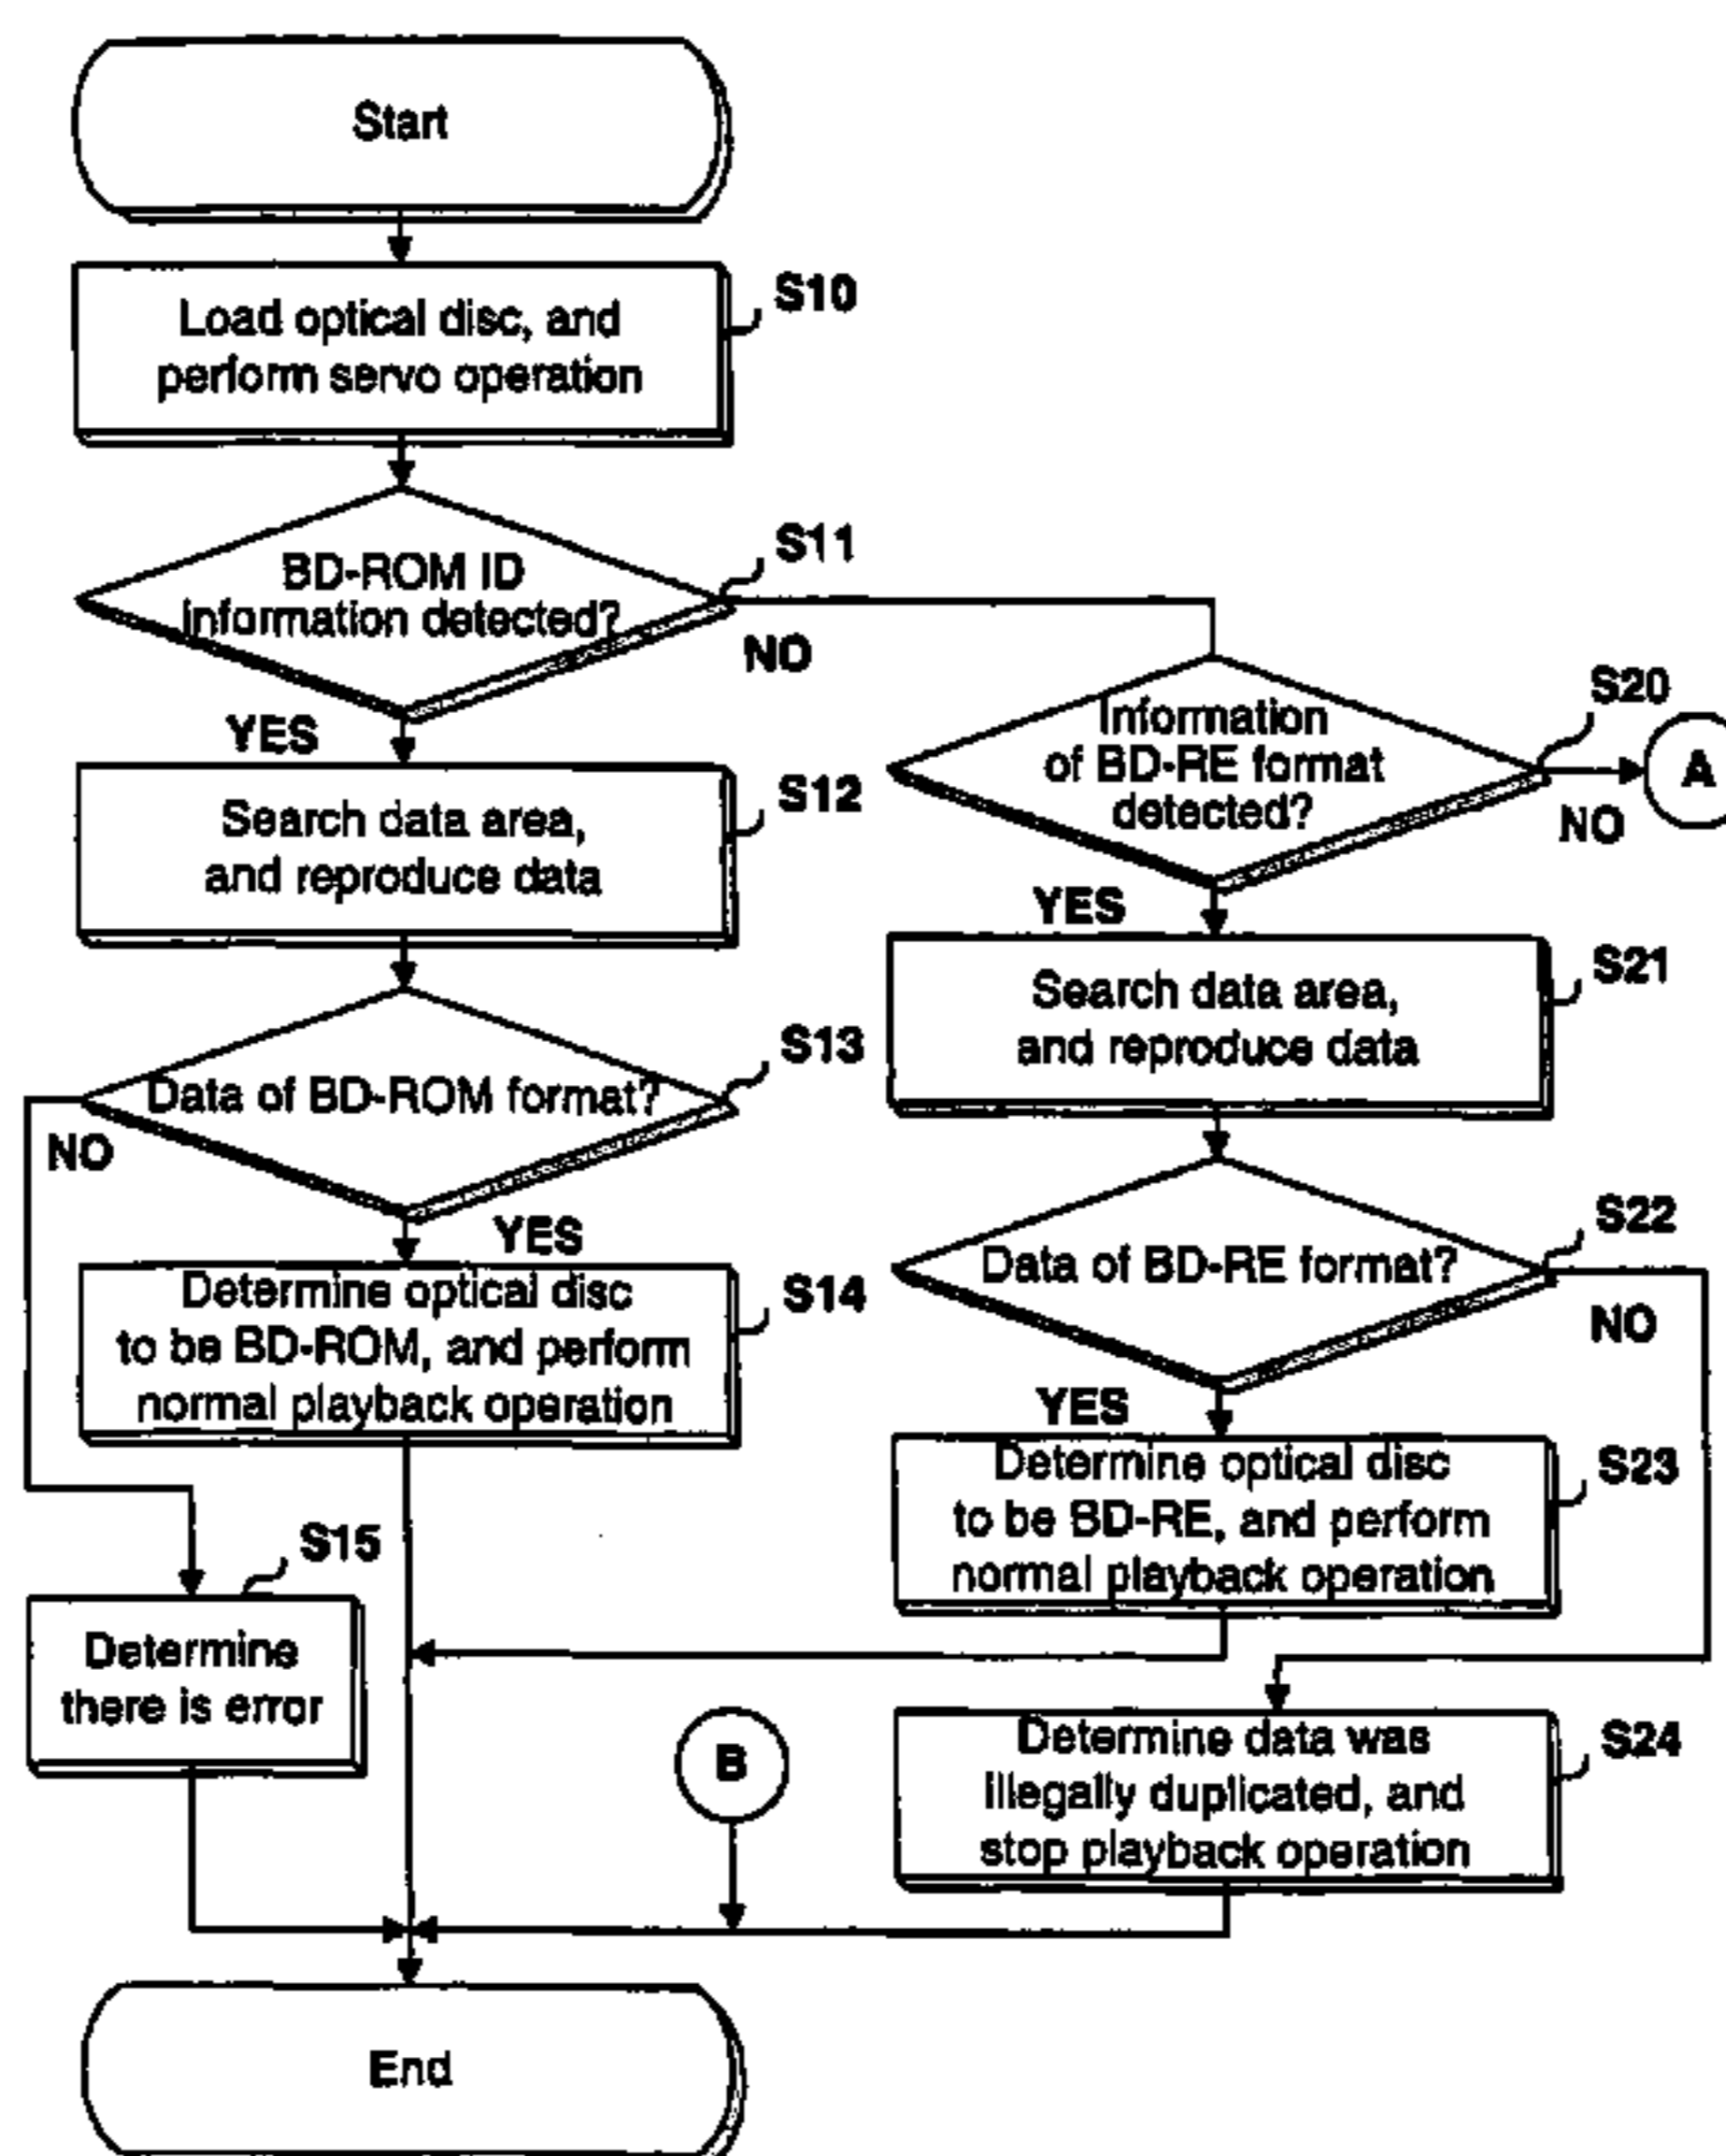 Start
Load optical disc, and
perform servo operation
S10
BD-ROM ID
information detected?
S11
NO
YES
Search data area,
and reproduce data
S12
Data of BD-ROM format?
S13
NO
YES
Determine optical disc
to be BD-ROM, and perform
normal playback operation
S14
S15
Determine
there is error
Information
of BD-RE format
detected?
S20
A
NO
YES
Search data area,
and reproduce data
S21
Data of BD-RE format?
S22
NO
YES
Determine optical disc
to be BD-RE, and perform
normal playback operation
S23
B
Determine data was
illegally duplicated, and
stop playback operation
S24
End